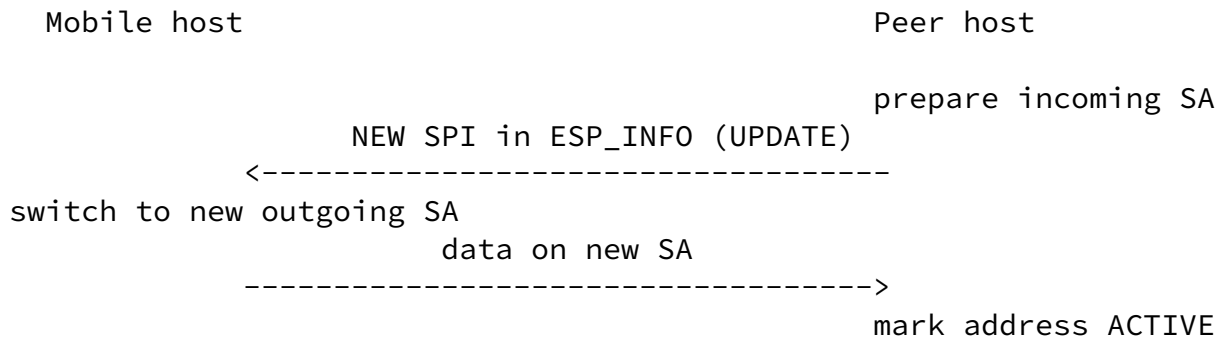 Mobile host                                   Peer host
prepare incoming SA
NEW SPI in ESP_INFO (UPDATE)
<-----------------------------------
switch to new outgoing SA
data on new SA
----------------------------------->
mark address ACTIVE